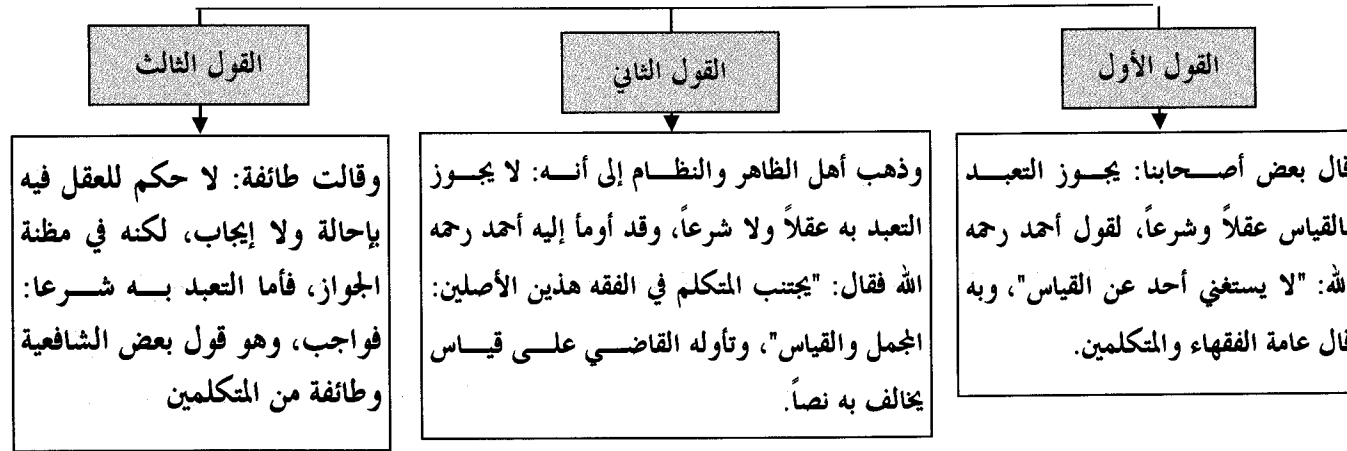 القول الأول
قال بعض أصحابنا: يجوز التعبد
بالقياس عقلاً وشرعاً، لقول أحمد رحمه
الله: "لا يستغني أحد عن القياس"، وبه
قال عامة الفقهاء والمتكلمين.
القول الثاني
وذهب أهل الظاهر والنظام إلى أنه: لا يجوز
التعبد به عقلاً ولا شرعاً، وقد أومأ إليه أحمد رحمه
الله فقال: "يجتنب المتكلم في الفقه هذين الأصلين:
المجمل والقياس"، وتأوله القاضي على قياس
يخالف به نصاً.
القول الثالث
وقالت طائفة: لا حكم للعقل فيه
بإحالة ولا إيجاب، لكنه في مظنة
الجواز، فأما التعبد به شرعا:
فواجب، وهو قول بعض الشافعية
وطائفة من المتكلمين